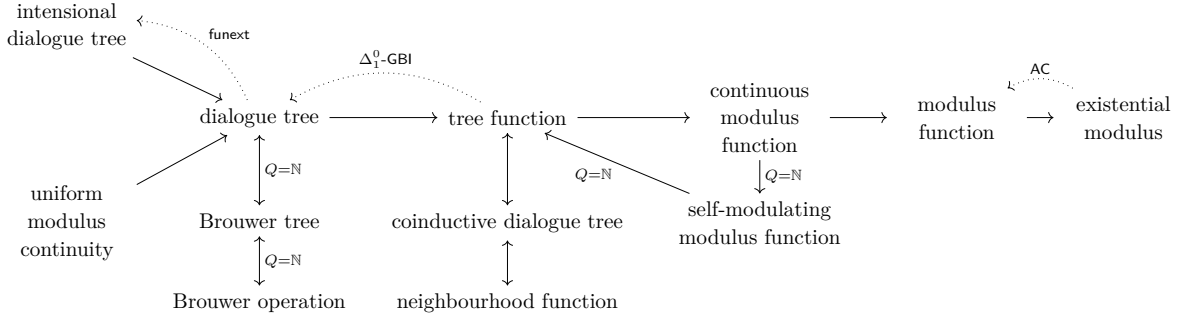 intensional
dialogue tree
funext
Δ⁰₁-GBI
dialogue tree
tree function
continuous
modulus
function
modulus
function
AC
existential
modulus
Q=ℕ
Q=ℕ
Q=ℕ
uniform
modulus
continuity
Brouwer tree
coinductive dialogue tree
self-modulating
modulus function
Q=ℕ
Brouwer operation
neighbourhood function